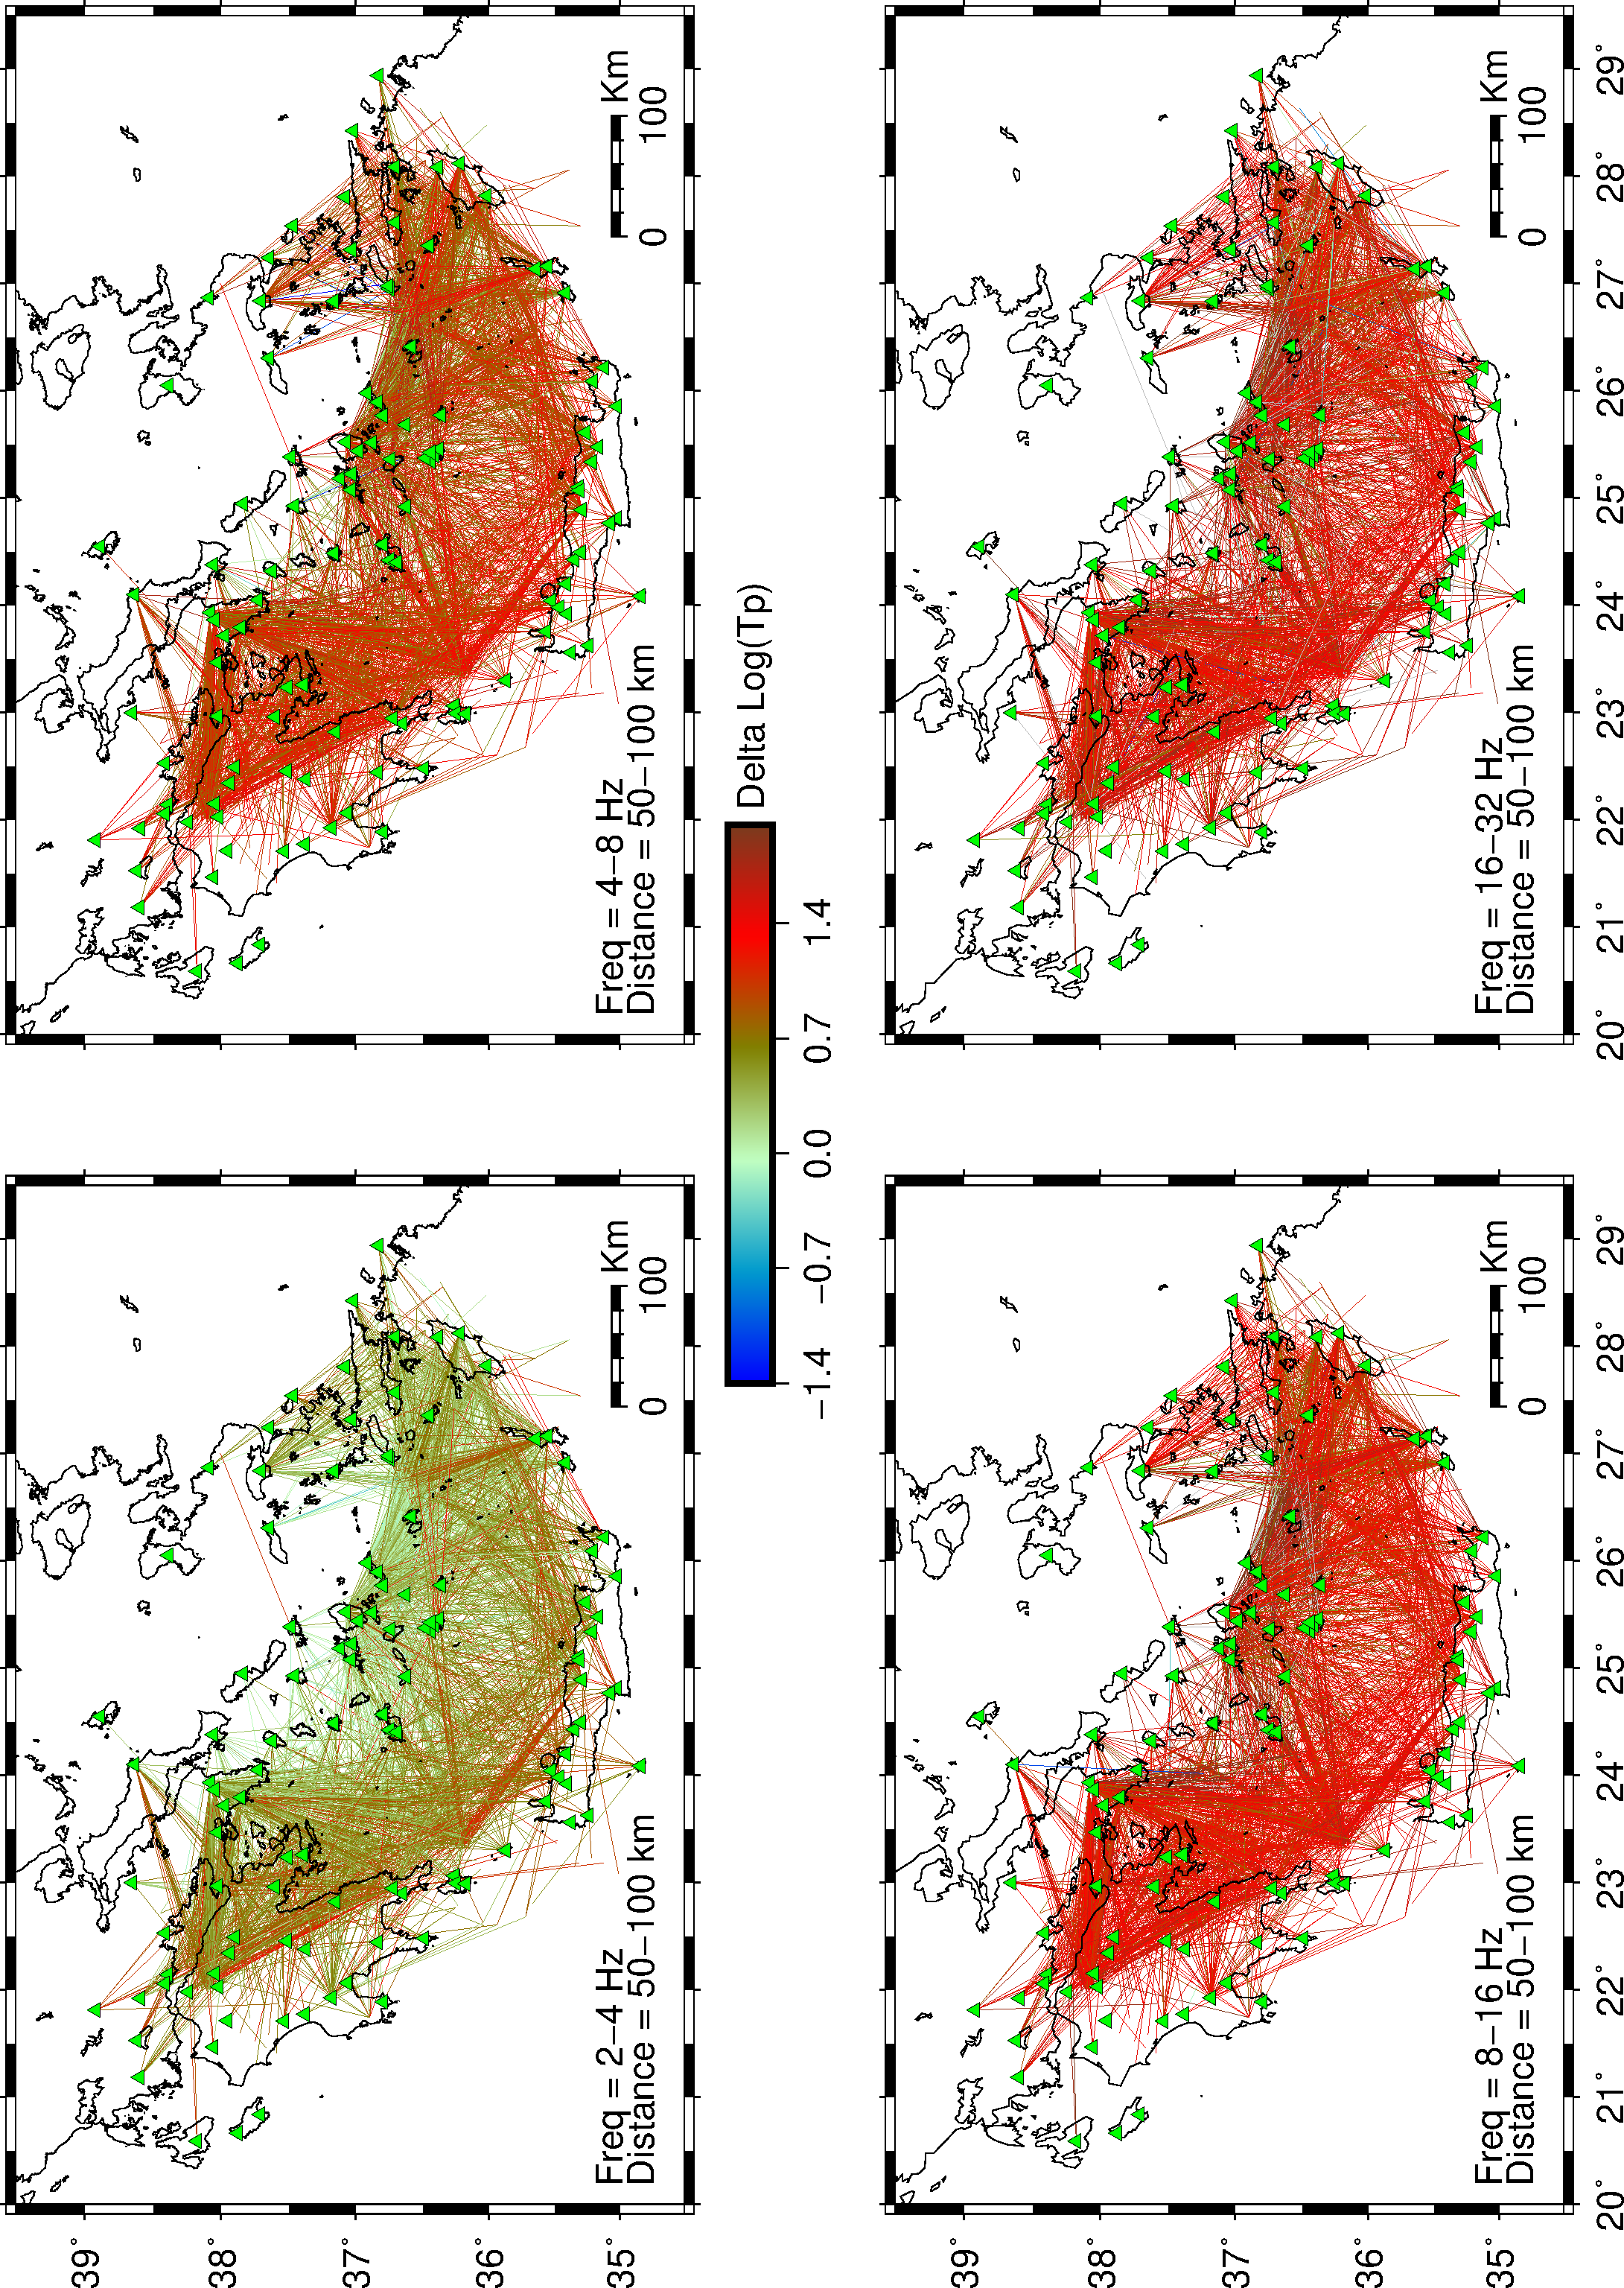 39°
38°
37°
36°
35°
Freq = 2−4 Hz
Distance = 50−100 km
Km
0 100
Freq = 4−8 Hz
Distance = 50−100 km
Km
0 100
Delta Log(Tp)
−1.4 −0.7 0.0 0.7 1.4
39°
38°
37°
36°
35°
Freq = 8−16 Hz
Distance = 50−100 km
Km
0 100
Freq = 16−32 Hz
Distance = 50−100 km
Km
0 100
20° 21° 22° 23° 24° 25° 26° 27° 28° 29°
20° 21° 22° 23° 24° 25° 26° 27° 28° 29°